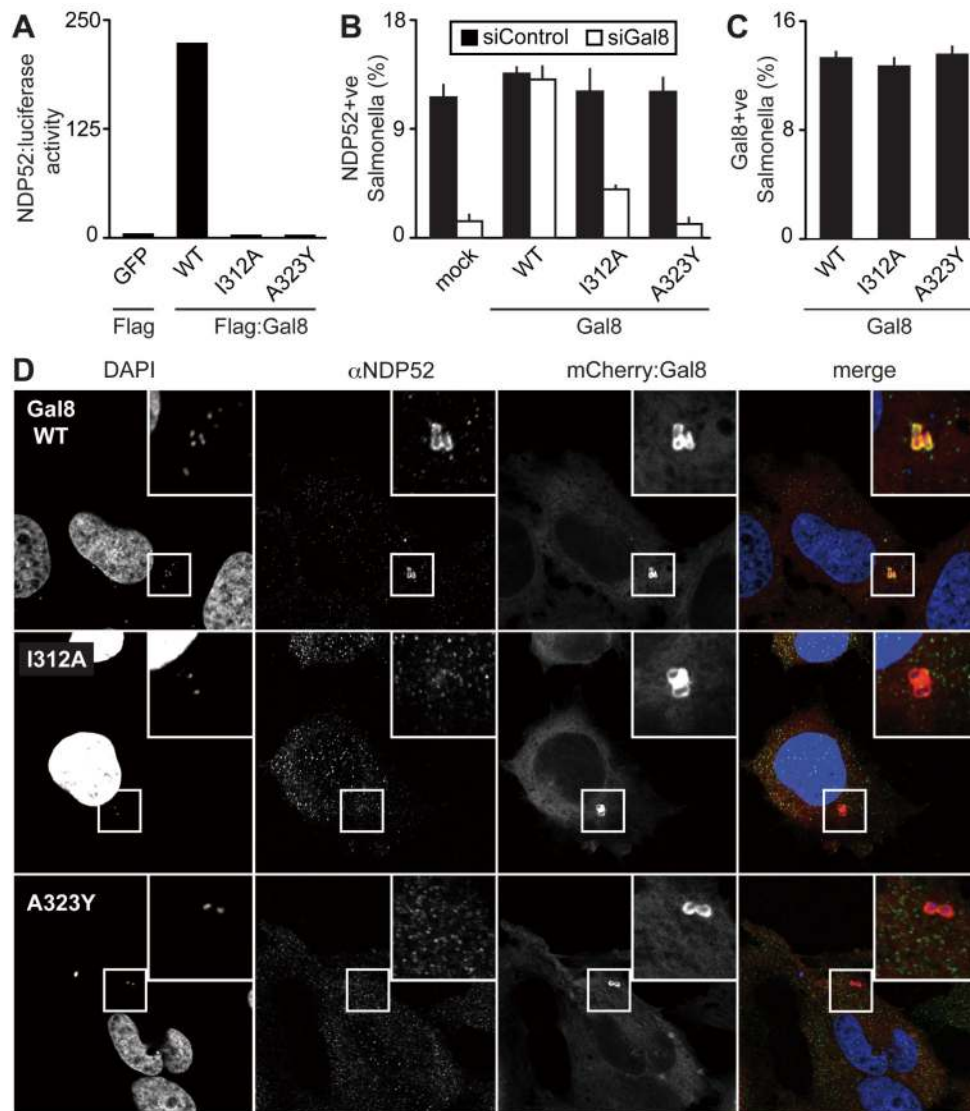 A
250
125
0
NDP52:luciferase
activity
GFP
WT
I312A
A323Y
Flag
Flag:Gal8
B
18
9
0
NDP52+ve
Salmonella (%)
siControl
siGal8
mock
WT
I312A
A323Y
Gal8
C
16
8
0
Gal8+ve
Salmonella (%)
WT
I312A
A323Y
Gal8
D
DAPI
αNDP52
mCherry:Gal8
merge
Gal8
WT
I312A
A323Y